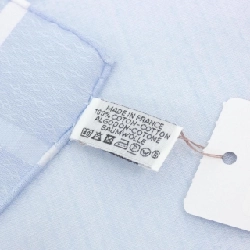 MADE IN FRANCE
100% COTON-COTTON
ALGODON-COTONE
BAUMWOLLE